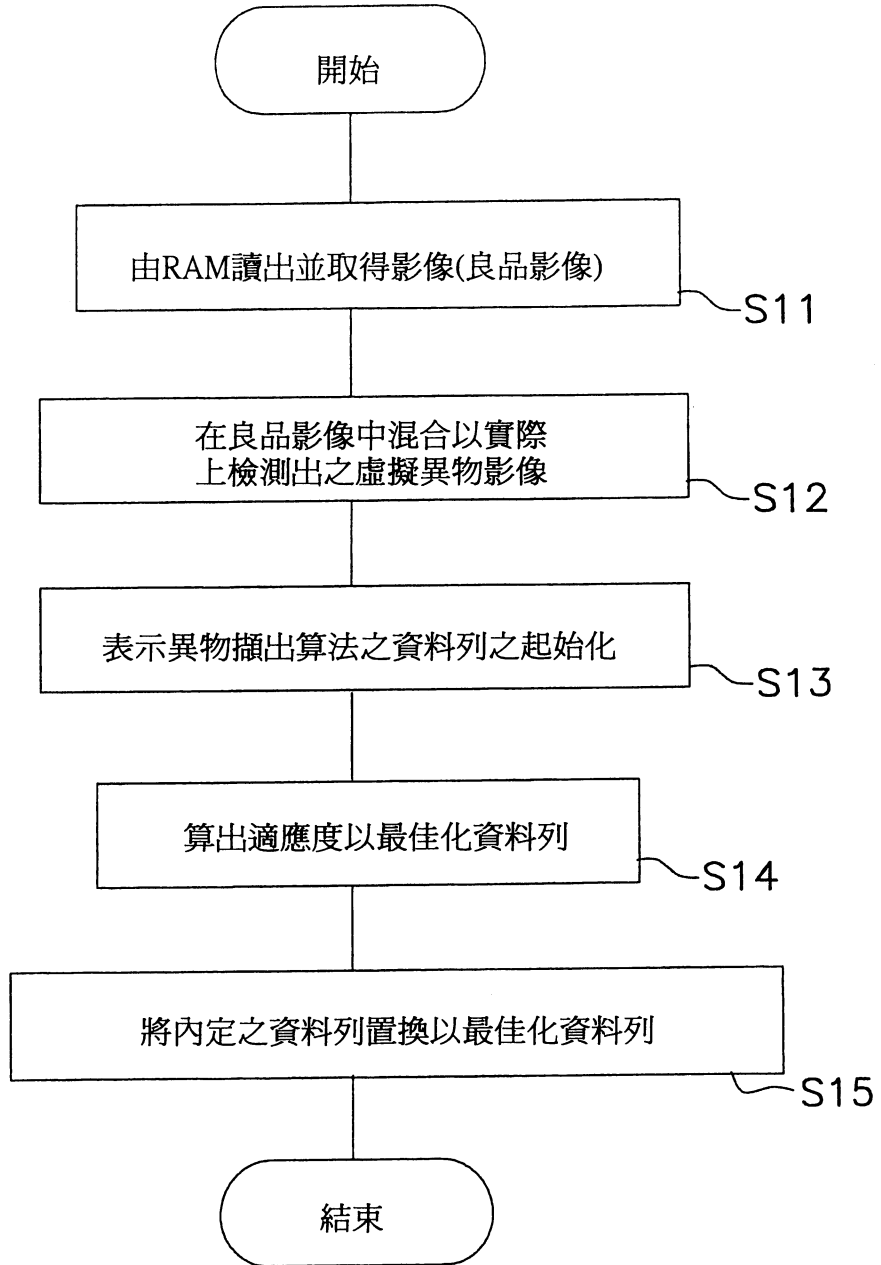 開始
由RAM讀出並取得影像(良品影像)
S11
在良品影像中混合以實際
上檢測出之虛擬異物影像
S12
表示異物擷出算法之資料列之起始化
S13
算出適應度以最佳化資料列
S14
將內定之資料列置換以最佳化資料列
S15
結束